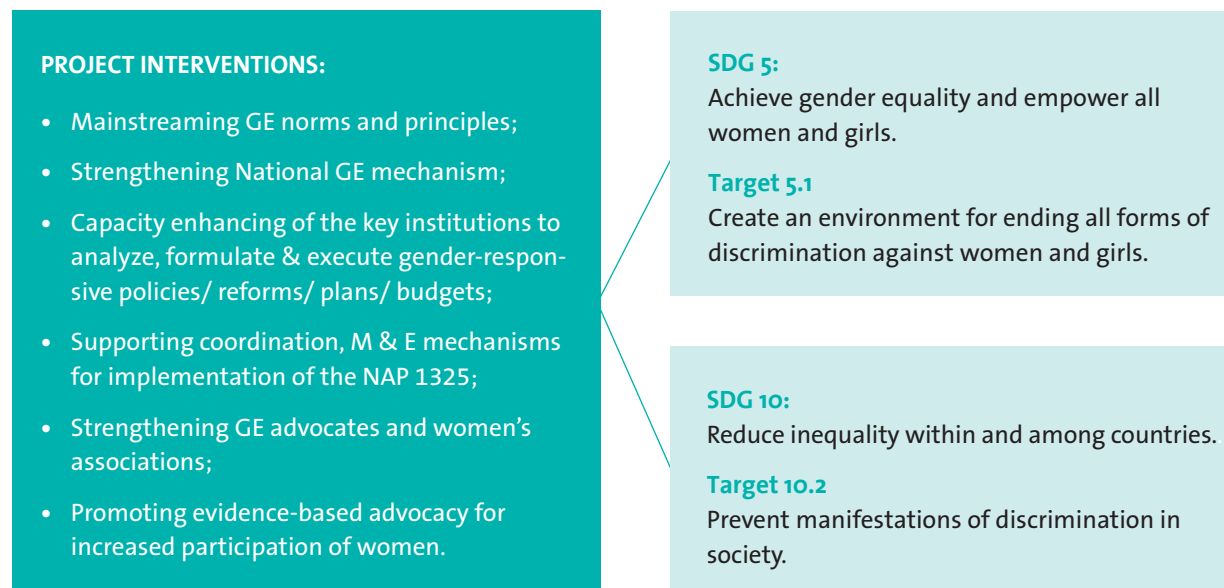 PROJECT INTERVENTIONS:
• Mainstreaming GE norms and principles;
• Strengthening National GE mechanism;
• Capacity enhancing of the key institutions to
analyze, formulate & execute gender-respon-
sive policies/ reforms/ plans/ budgets;
• Supporting coordination, M & E mechanisms
for implementation of the NAP 1325;
• Strengthening GE advocates and women’s
associations;
• Promoting evidence-based advocacy for
increased participation of women.
SDG 5:
Achieve gender equality and empower all
women and girls.
Target 5.1
Create an environment for ending all forms of
discrimination against women and girls.
SDG 10:
Reduce inequality within and among countries.
Target 10.2
Prevent manifestations of discrimination in
society.